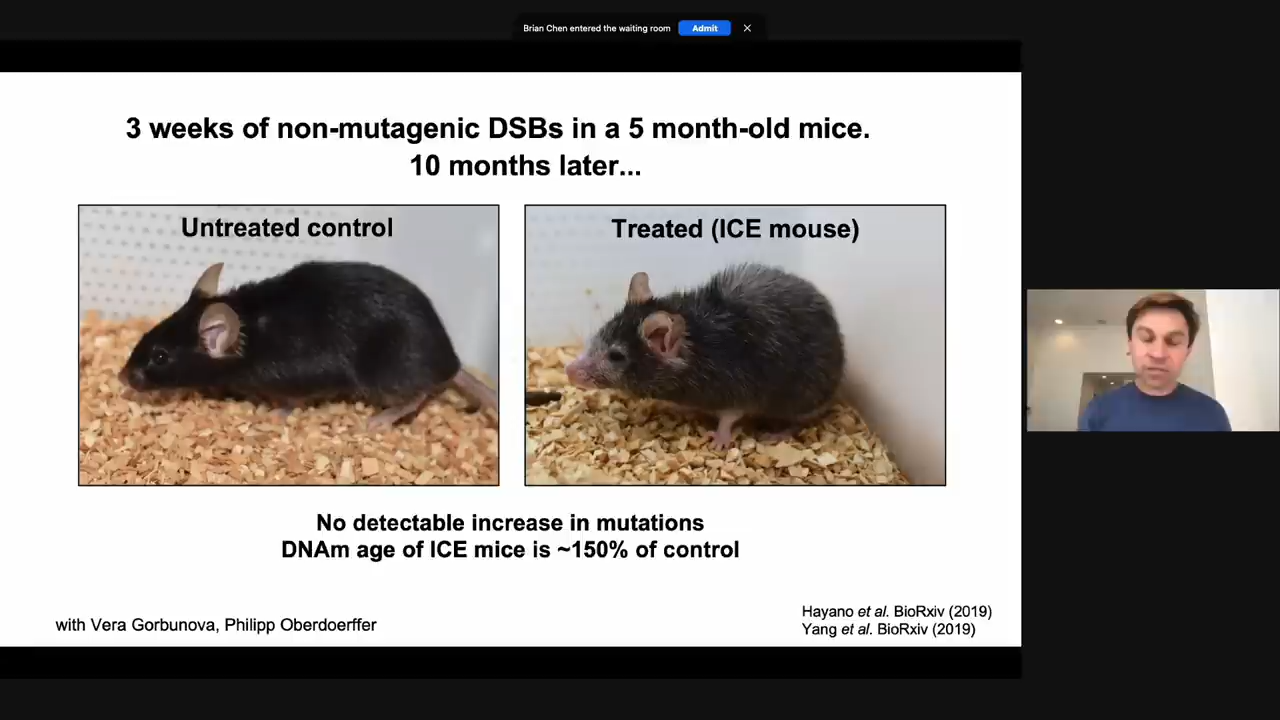 Brian Chen entered the waiting room
Admit
3 weeks of non-mutagenic DSBs in a 5 month-old mice.
10 months later...
Untreated control
Treated (ICE mouse)
No detectable increase in mutations
DNAm age of ICE mice is ~150% of control
with Vera Gorbunova, Philipp Oberdoerffer
Hayano et al. BioRxiv (2019)
Yang et al. BioRxiv (2019)